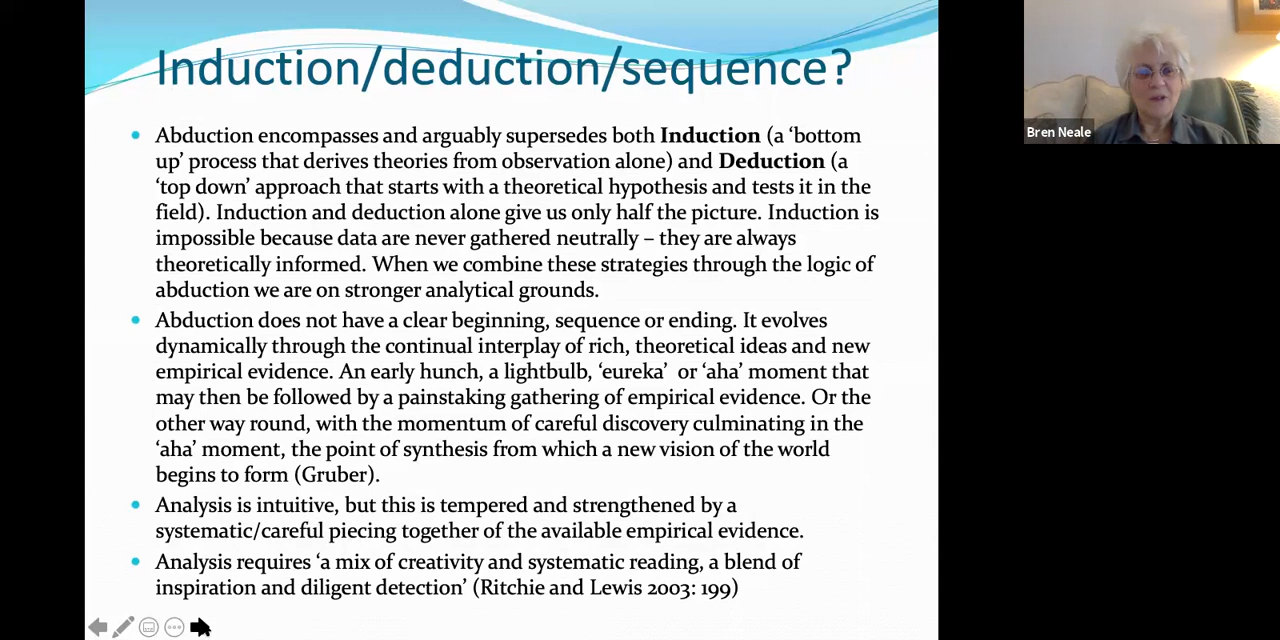 Induction/deduction/sequence?
Abduction encompasses and arguably supersedes both Induction (a ‘bottom
up’ process that derives theories from observation alone) and Deduction (a
‘top down’ approach that starts with a theoretical hypothesis and tests it in the
field). Induction and deduction alone give us only half the picture. Induction is
impossible because data are never gathered neutrally – they are always
theoretically informed. When we combine these strategies through the logic of
abduction we are on stronger analytical grounds.
Abduction does not have a clear beginning, sequence or ending. It evolves
dynamically through the continual interplay of rich, theoretical ideas and new
empirical evidence. An early hunch, a lightbulb, ‘eureka’ or ‘aha’ moment that
may then be followed by a painstaking gathering of empirical evidence. Or the
other way round, with the momentum of careful discovery culminating in the
‘aha’ moment, the point of synthesis from which a new vision of the world
begins to form (Gruber).
Analysis is intuitive, but this is tempered and strengthened by a
systematic/careful piecing together of the available empirical evidence.
Analysis requires ‘a mix of creativity and systematic reading, a blend of
inspiration and diligent detection’ (Ritchie and Lewis 2003: 199)
Bren Neale